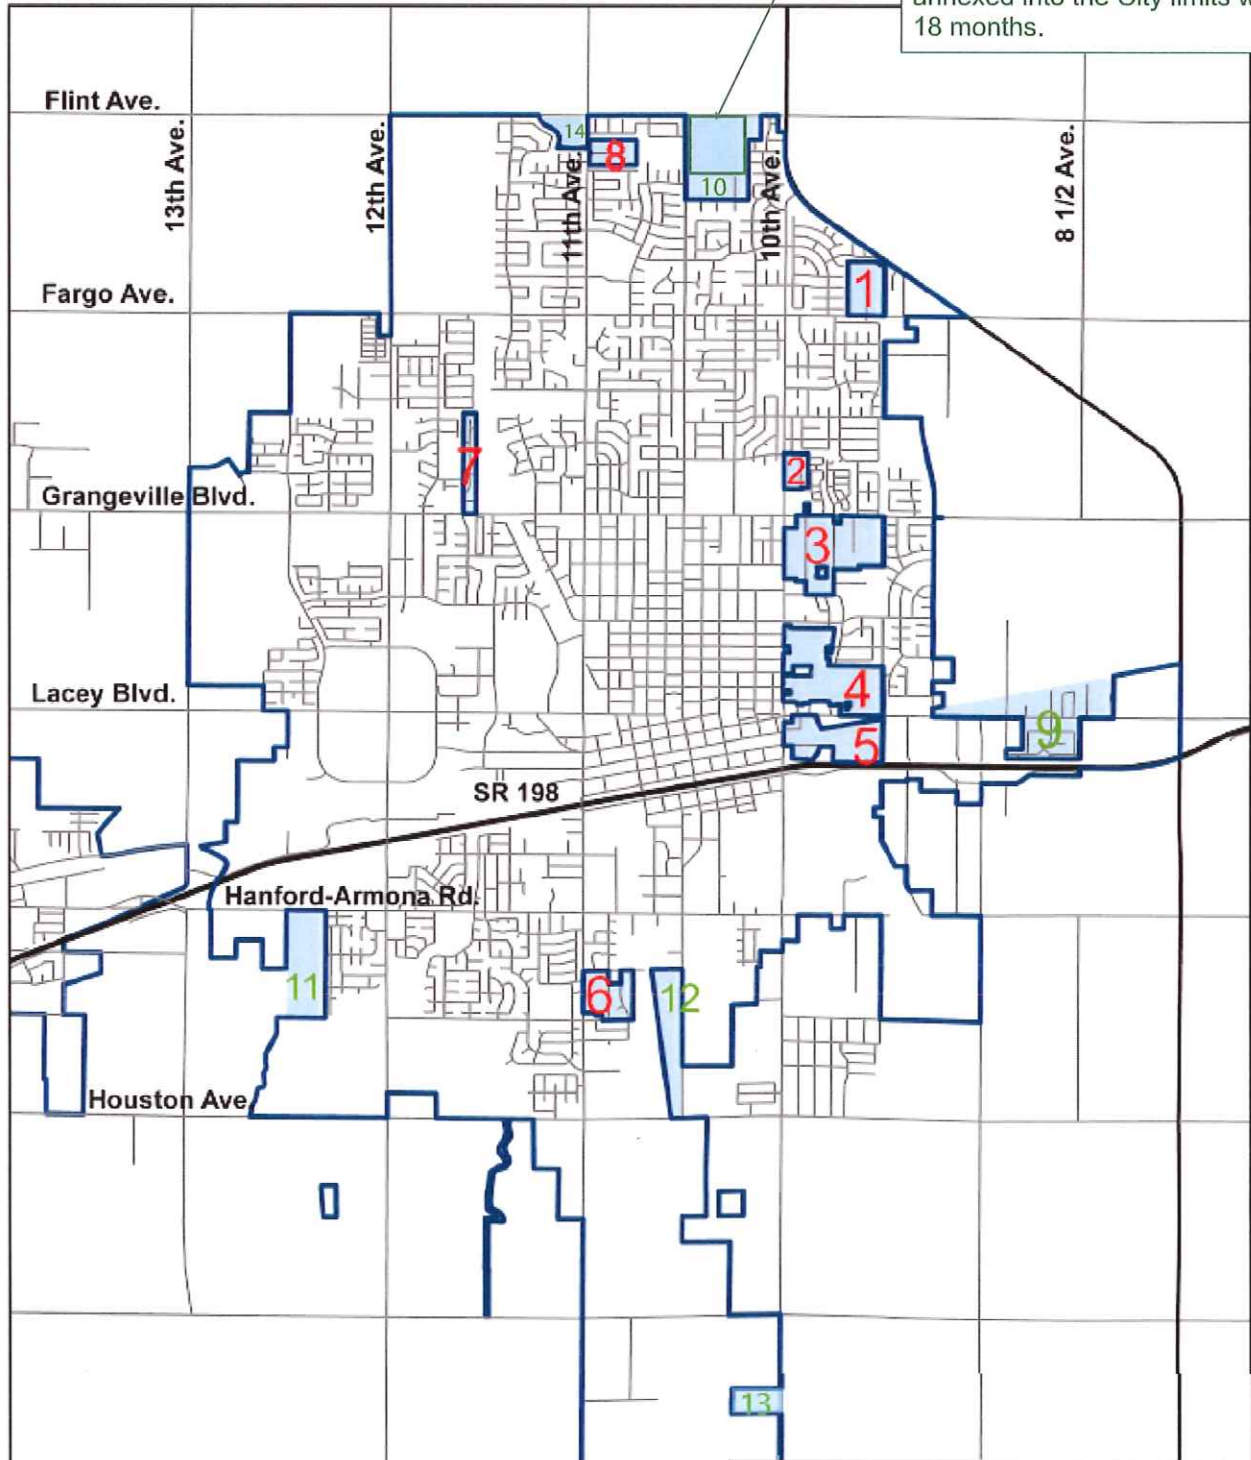 18 months.
Flint Ave.
13th Ave.
12th Ave.
14
8
11th Ave.
10
10th Ave.
8 1/2 Ave.
1
Fargo Ave.
7
2
Grangeville Blvd.
3
4
Lacey Blvd.
9
5
SR 198
Hanford-Armona Rd.
11
6
12
Houston Ave
13